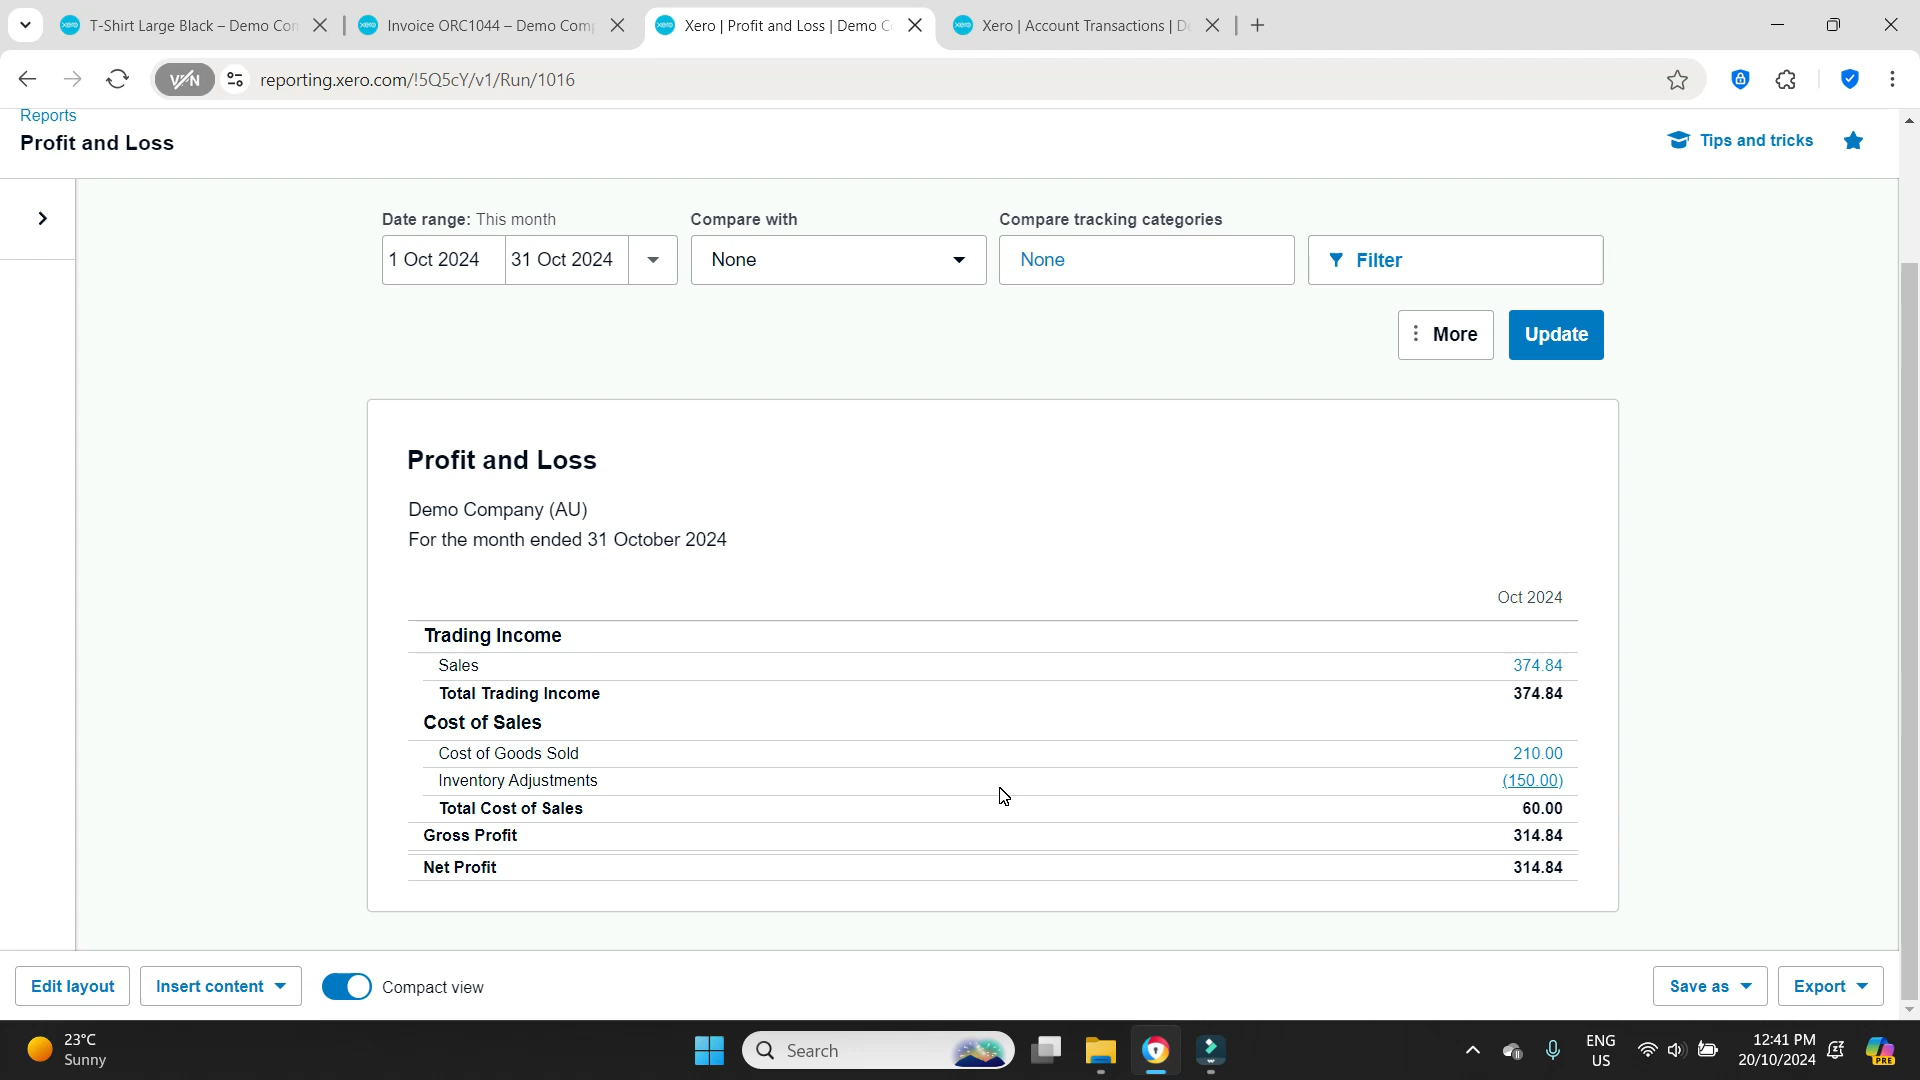 T-Shirt Large Black – Demo Con
Invoice ORC1044 – Demo Comp
Xero | Profit and Loss | Demo C
Xero | Account Transactions | De
VPN
reporting.xero.com/!5Q5cY/v1/Run/1016
Reports
Profit and Loss
Tips and tricks
Date range: This month
Compare with
Compare tracking categories
1 Oct 2024
31 Oct 2024
None
None
Filter
More
Update
Profit and Loss
Demo Company (AU)
For the month ended 31 October 2024
Oct 2024
Trading Income
Sales 374.84
Total Trading Income 374.84
Cost of Sales
Cost of Goods Sold 210.00
Inventory Adjustments (150.00)
Total Cost of Sales 60.00
Gross Profit 314.84
Net Profit 314.84
Edit layout
Insert content
Compact view
Save as
Export
23°C
Sunny
Search
ENG
US
12:41 PM
20/10/2024
PRE